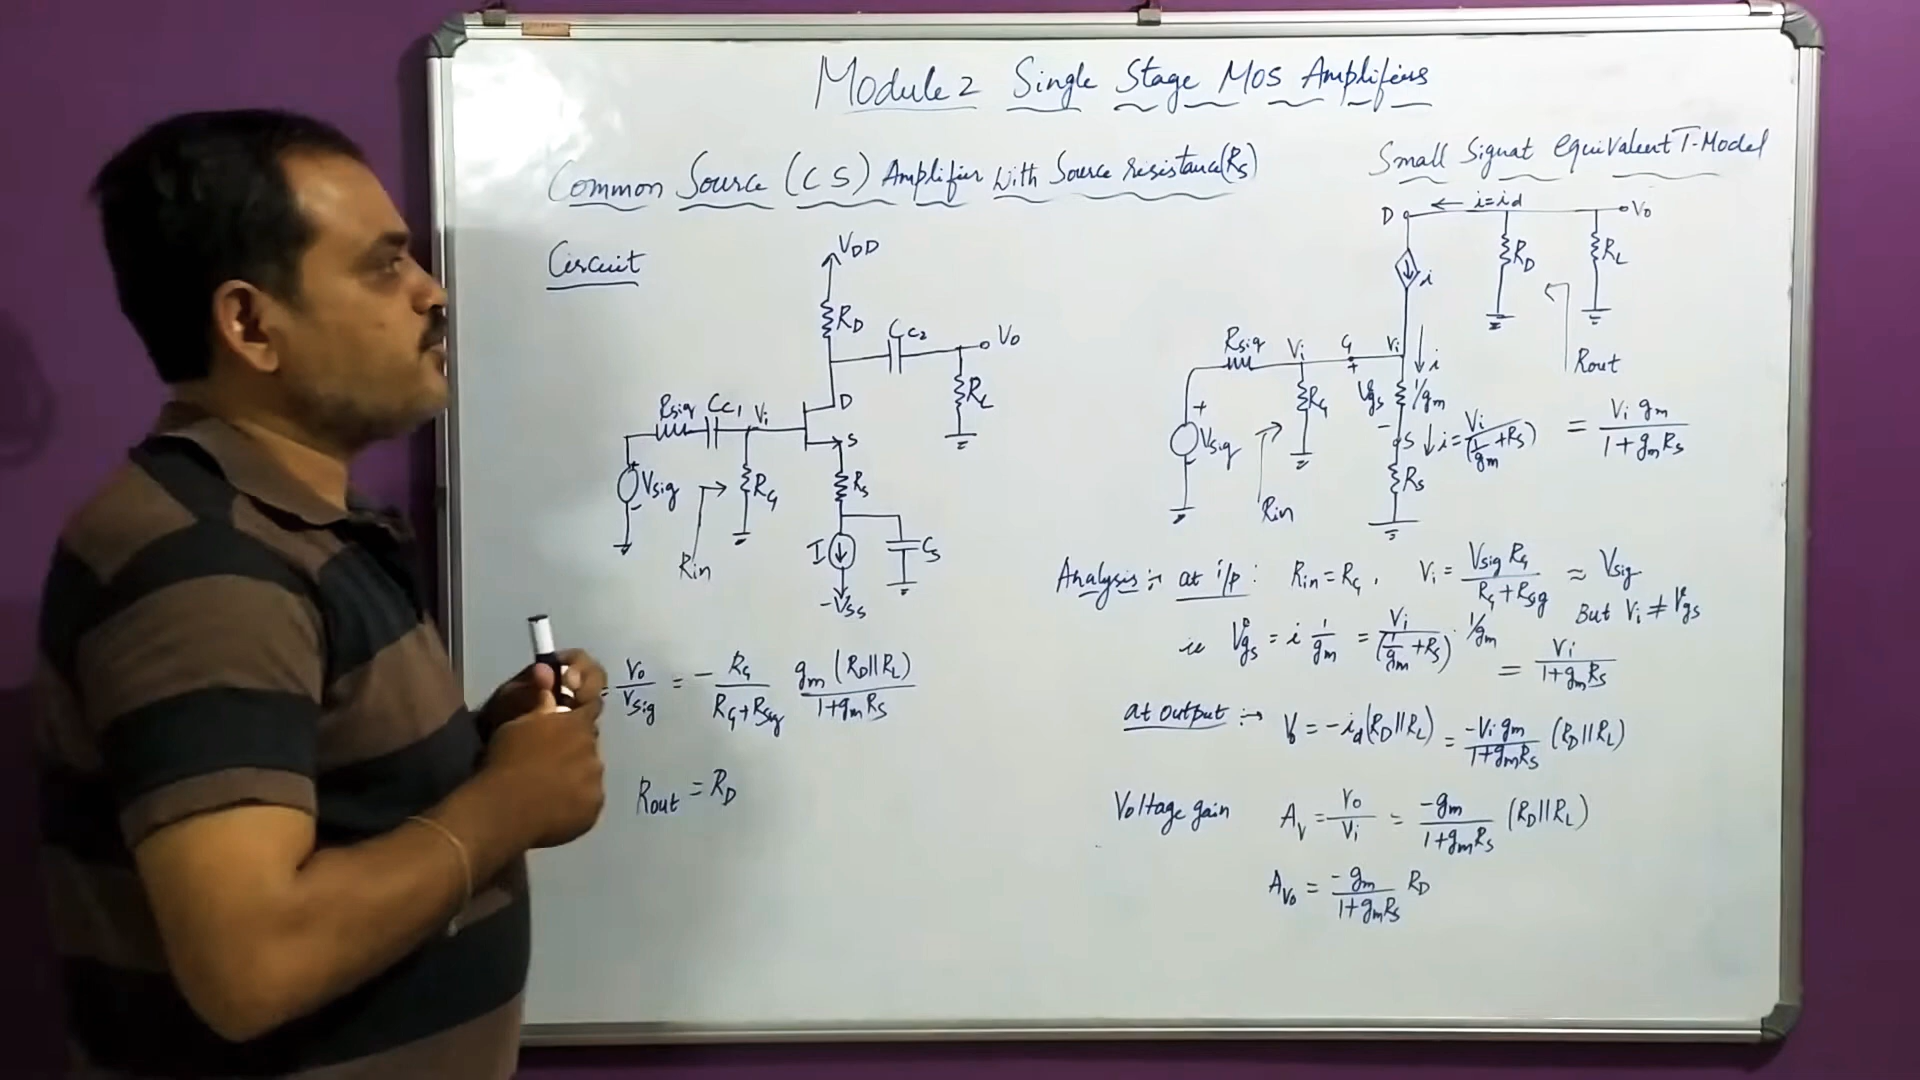 Module 2 Single Stage MOS Amplifiers
Common Source (CS) Amplifier With Source resistance (Rs)
Circuit
VDD
RD
Cc2
Vo
RL
Rsig
Cc1
Vi
D
S
Vsig
+
-
RG
Rin
Rs
I
Cs
-Vss
= Vo/Vsig = - RG/(RG+Rsig) gm (RD||RL)/(1+gmRs)
Rout = RD
Small Signal equivalent T-Model
D
← i=id
Vo
RD
RL
i
Rout
Rsig
Vi
G
Vi
i
+
Vgs
-
1/gm
RG
+
Vsig
-
Rin
S
i = Vi/(1/gm + Rs) = Vi gm/(1+gmRs)
Rs
Analysis :- at i/p : Rin = RG, Vi = Vsig RG/(RG+Rsig) ≈ Vsig
But Vi ≠ Vgs
ie Vgs = i 1/gm = Vi/(1/gm + Rs) · 1/gm
= Vi/(1+gmRs)
at output :→ Vo = -id(RD||RL) = -Vi gm/(1+gmRs) (RD||RL)
Voltage gain Av = Vo/Vi = -gm/(1+gmRs) (RD||RL)
Avo = -gm/(1+gmRs) RD